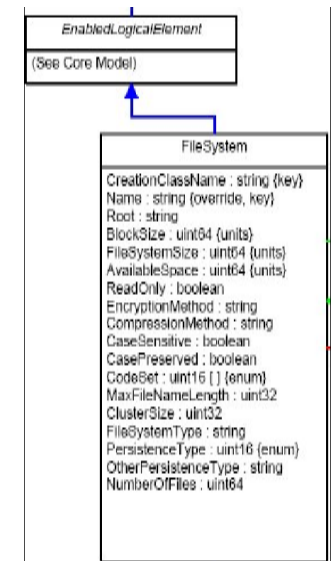 EnabledLogicalElement
(See Core Model)
FileSystem
CreationClassName : string {key}
Name : string {override, key}
Root : string
BlockSize : uint64 {units}
FileSystemSize : uint64 {units}
AvailableSpace : uint64 {units}
ReadOnly : boolean
EncryptionMethod : string
CompressionMethod : string
CaseSensitive : boolean
CasePreserved : boolean
CodeSet : uint16 [ ] {enum}
MaxFileNameLength : uint32
ClusterSize : uint32
FileSystemType : string
PersistenceType : uint16 {enum}
OtherPersistenceType : string
NumberOfFiles : uint64